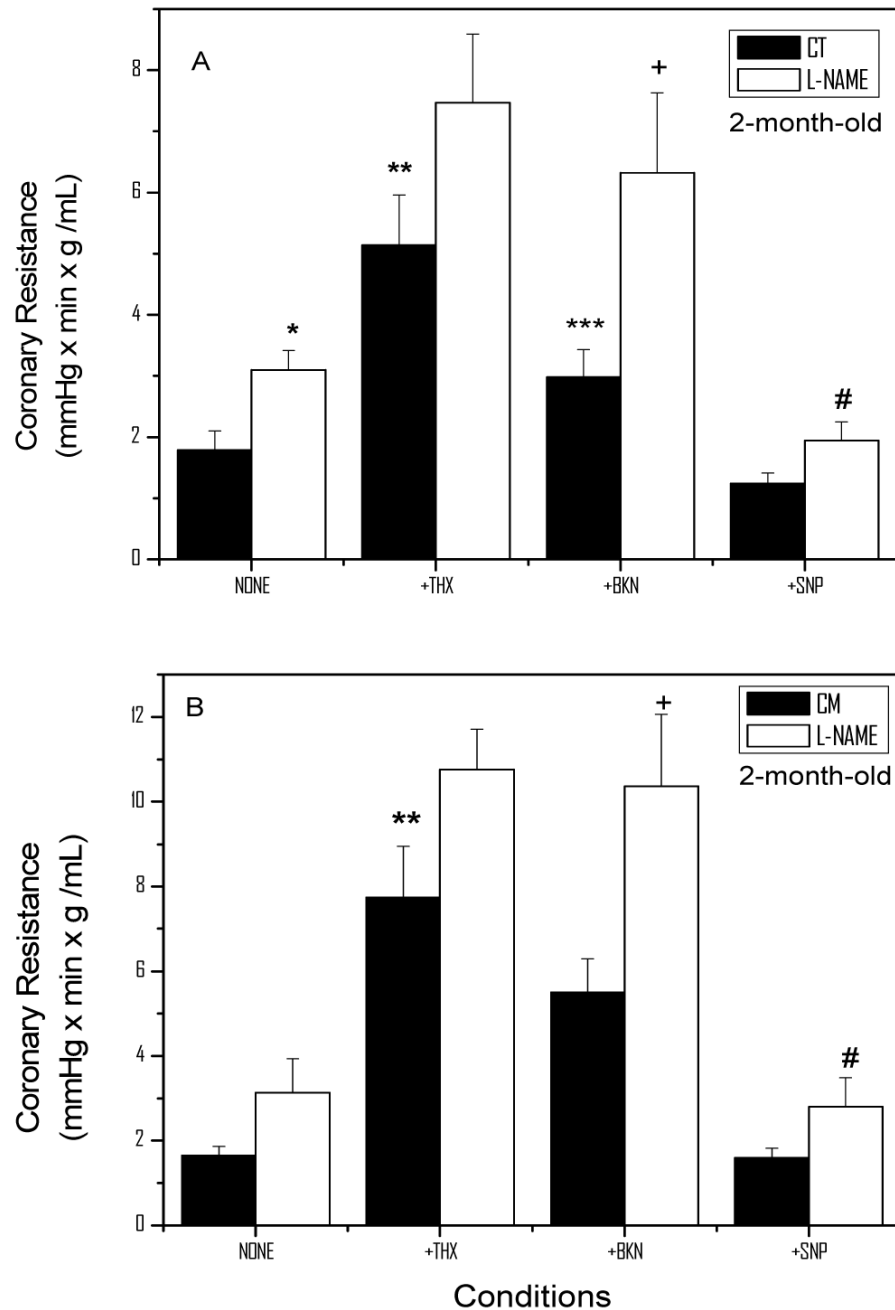 A
CT
L-NAME
2-month-old
Coronary Resistance
(mmHg x min x g /mL)
8
6
4
2
0
*
**
***
+
#
NONE
+THX
+BKN
+SNP
B
CM
L-NAME
2-month-old
Coronary Resistance
(mmHg x min x g /mL)
12
10
8
6
4
2
0
**
+
#
NONE
+THX
+BKN
+SNP
Conditions